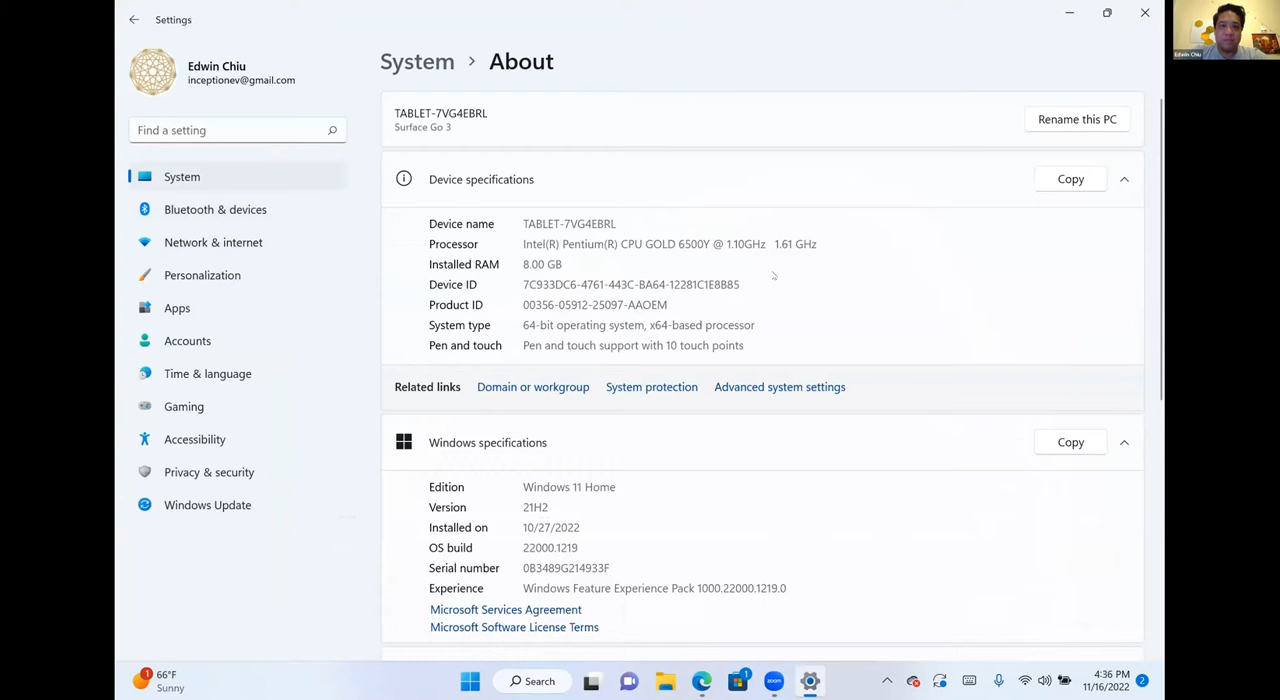 Settings
Edwin Chiu
inceptionev@gmail.com
Find a setting
System
Bluetooth & devices
Network & internet
Personalization
Apps
Accounts
Time & language
Gaming
Accessibility
Privacy & security
Windows Update
System > About
TABLET-7VG4EBRL
Surface Go 3
Rename this PC
Device specifications
Copy
Device name TABLET-7VG4EBRL
Processor Intel(R) Pentium(R) CPU GOLD 6500Y @ 1.10GHz 1.61 GHz
Installed RAM 8.00 GB
Device ID 7C933DC6-4761-443C-BA64-12281C1E8B85
Product ID 00356-05912-25097-AAOEM
System type 64-bit operating system, x64-based processor
Pen and touch Pen and touch support with 10 touch points
Related links Domain or workgroup System protection Advanced system settings
Windows specifications
Copy
Edition Windows 11 Home
Version 21H2
Installed on 10/27/2022
OS build 22000.1219
Serial number 0B3489G214933F
Experience Windows Feature Experience Pack 1000.22000.1219.0
Microsoft Services Agreement
Microsoft Software License Terms
1
66°F
Sunny
Search
1
zoom
4:36 PM
11/16/2022
2
Edwin Chiu